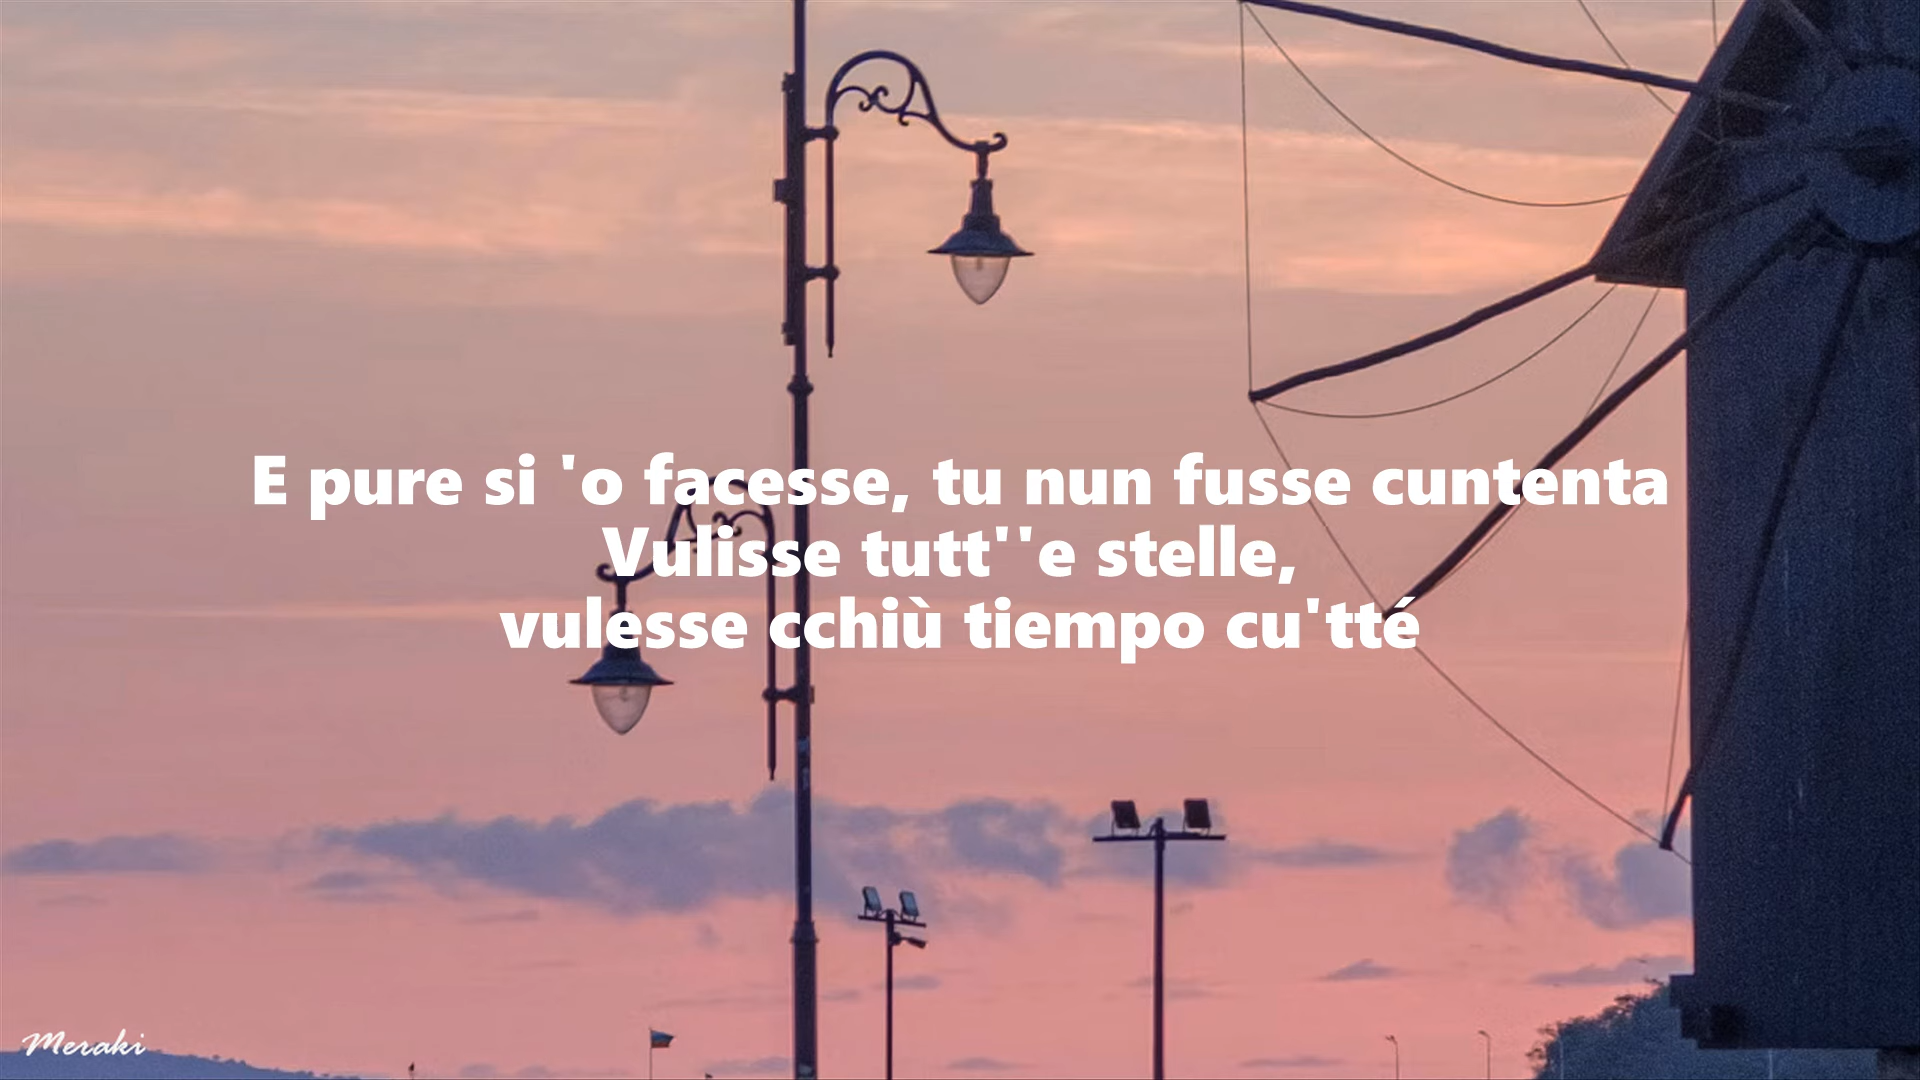 E pure si 'o facesse, tu nun fusse cuntenta
Vulisse tutt''e stelle,
vulesse cchiù tiempo cu'tté
Meraki